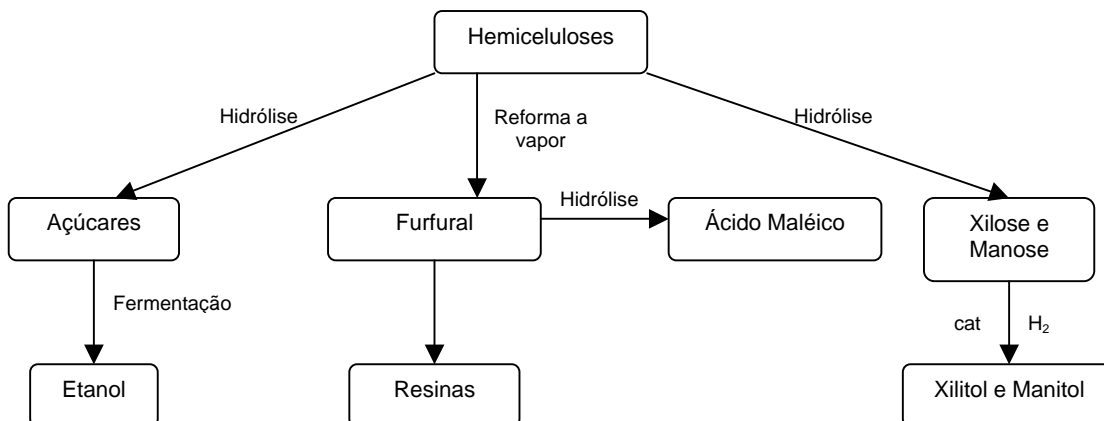 Hemiceluloses
Hidrólise
Reforma a
vapor
Hidrólise
Açúcares
Furfural
Hidrólise
Ácido Maléico
Xilose e
Manose
Fermentação
cat
H₂
Etanol
Resinas
Xilitol e Manitol